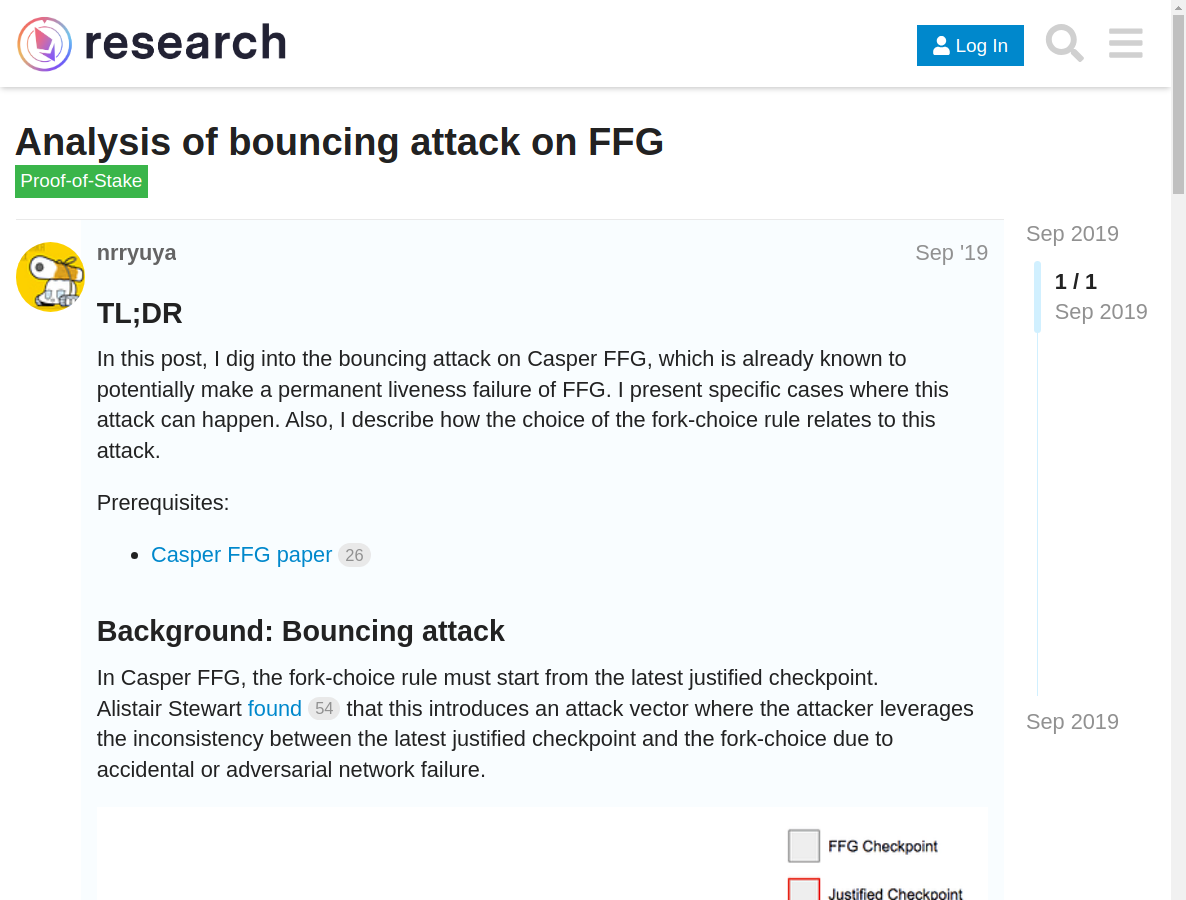 research
Log In
Analysis of bouncing attack on FFG
Proof-of-Stake
nrryuya
Sep '19
Sep 2019
1 / 1
Sep 2019
TL;DR
In this post, I dig into the bouncing attack on Casper FFG, which is already known to
potentially make a permanent liveness failure of FFG. I present specific cases where this
attack can happen. Also, I describe how the choice of the fork-choice rule relates to this
attack.
Prerequisites:
Casper FFG paper 26
Background: Bouncing attack
In Casper FFG, the fork-choice rule must start from the latest justified checkpoint.
Alistair Stewart found 54 that this introduces an attack vector where the attacker leverages
the inconsistency between the latest justified checkpoint and the fork-choice due to
accidental or adversarial network failure.
Sep 2019
FFG Checkpoint
Justified Checkpoint